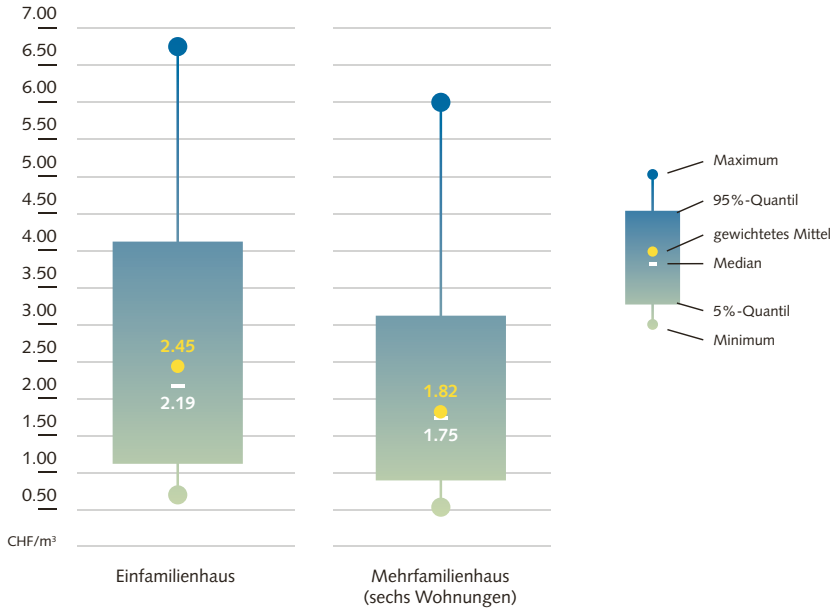 7.00
6.50
6.00
5.50
5.00
4.50
4.00
3.50
3.00
2.50
2.00
1.50
1.00
0.50
CHF/m³
2.45
2.19
Einfamilienhaus
1.82
1.75
Mehrfamilienhaus
(sechs Wohnungen)
Maximum
95%-Quantil
gewichtetes Mittel
Median
5%-Quantil
Minimum